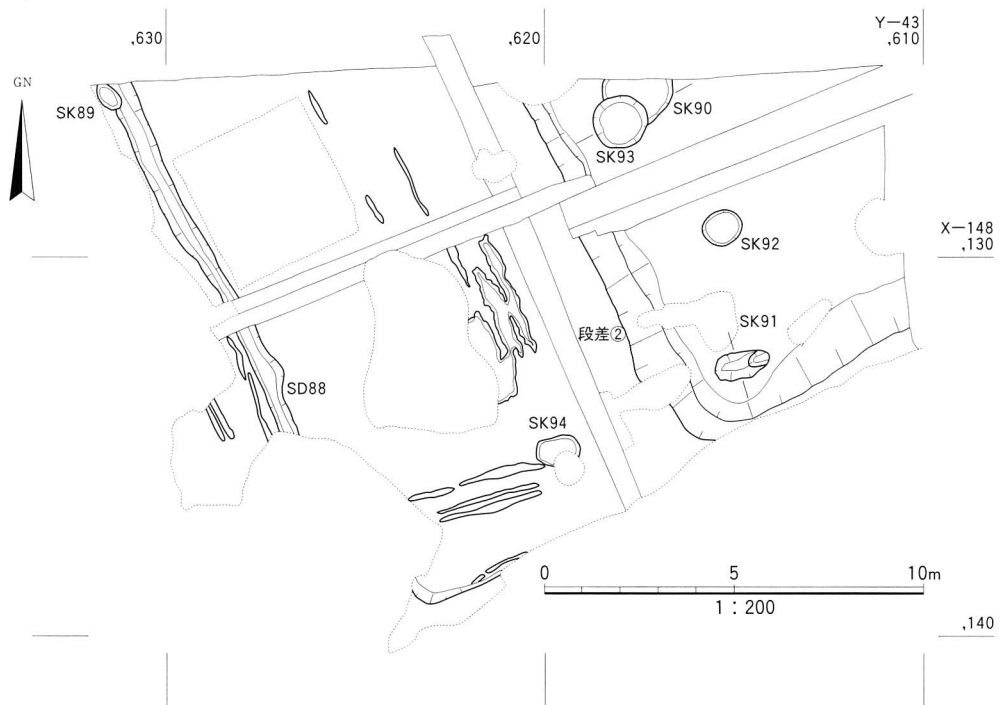 Y-43
,630
,620
,610
GN
SK89
SK90
SK93
SK92
X-148
,130
SK91
段差②
SD88
SK94
0 5 10m
1:200
,140